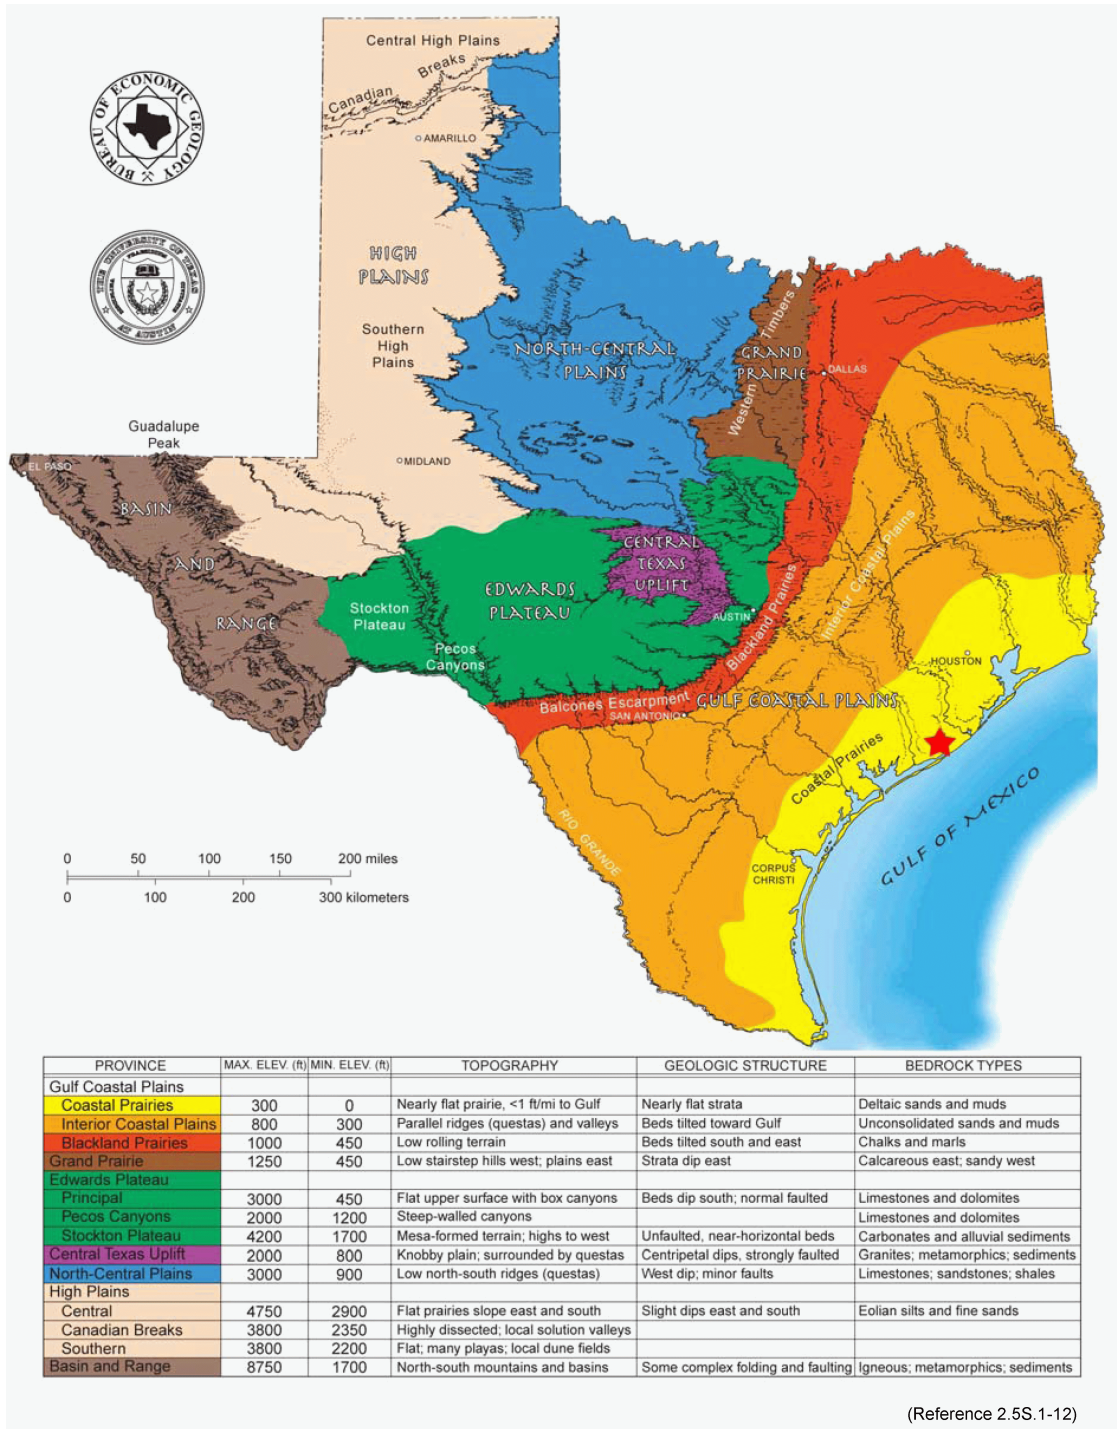 Central High Plains
Breaks
Canadian
AMARILLO
BUREAU OF ECONOMIC GEOLOGY
THE UNIVERSITY OF TEXAS
AT AUSTIN
HIGH
PLAINS
Southern
High
Plains
NORTH-CENTRAL
PLAINS
Western Timbers
GRAND
PRAIRIE
DALLAS
Guadalupe
Peak
EL PASO
MIDLAND
BASIN
AND
RANGE
CENTRAL
TEXAS
UPLIFT
EDWARDS
PLATEAU
Stockton
Plateau
Pecos
Canyons
AUSTIN
Blackland Prairies
Interior Coastal Plains
HOUSTON
Balcones Escarpment
SAN ANTONIO
GULF COASTAL PLAINS
Coastal Prairies
RIO GRANDE
GULF OF MEXICO
CORPUS
CHRISTI
0 50 100 150 200 miles
0 100 200 300 kilometers
PROVINCE MAX. ELEV. (ft) MIN. ELEV. (ft) TOPOGRAPHY GEOLOGIC STRUCTURE BEDROCK TYPES
Gulf Coastal Plains
Coastal Prairies 300 0 Nearly flat prairie, <1 ft/mi to Gulf Nearly flat strata Deltaic sands and muds
Interior Coastal Plains 800 300 Parallel ridges (questas) and valleys Beds tilted toward Gulf Unconsolidated sands and muds
Blackland Prairies 1000 450 Low rolling terrain Beds tilted south and east Chalks and marls
Grand Prairie 1250 450 Low stairstep hills west; plains east Strata dip east Calcareous east; sandy west
Edwards Plateau
Principal 3000 450 Flat upper surface with box canyons Beds dip south; normal faulted Limestones and dolomites
Pecos Canyons 2000 1200 Steep-walled canyons Limestones and dolomites
Stockton Plateau 4200 1700 Mesa-formed terrain; highs to west Unfaulted, near-horizontal beds Carbonates and alluvial sediments
Central Texas Uplift 2000 800 Knobby plain; surrounded by questas Centripetal dips, strongly faulted Granites; metamorphics; sediments
North-Central Plains 3000 900 Low north-south ridges (questas) West dip; minor faults Limestones; sandstones; shales
High Plains
Central 4750 2900 Flat prairies slope east and south Slight dips east and south Eolian silts and fine sands
Canadian Breaks 3800 2350 Highly dissected; local solution valleys
Southern 3800 2200 Flat; many playas; local dune fields
Basin and Range 8750 1700 North-south mountains and basins Some complex folding and faulting Igneous; metamorphics; sediments
(Reference 2.5S.1-12)